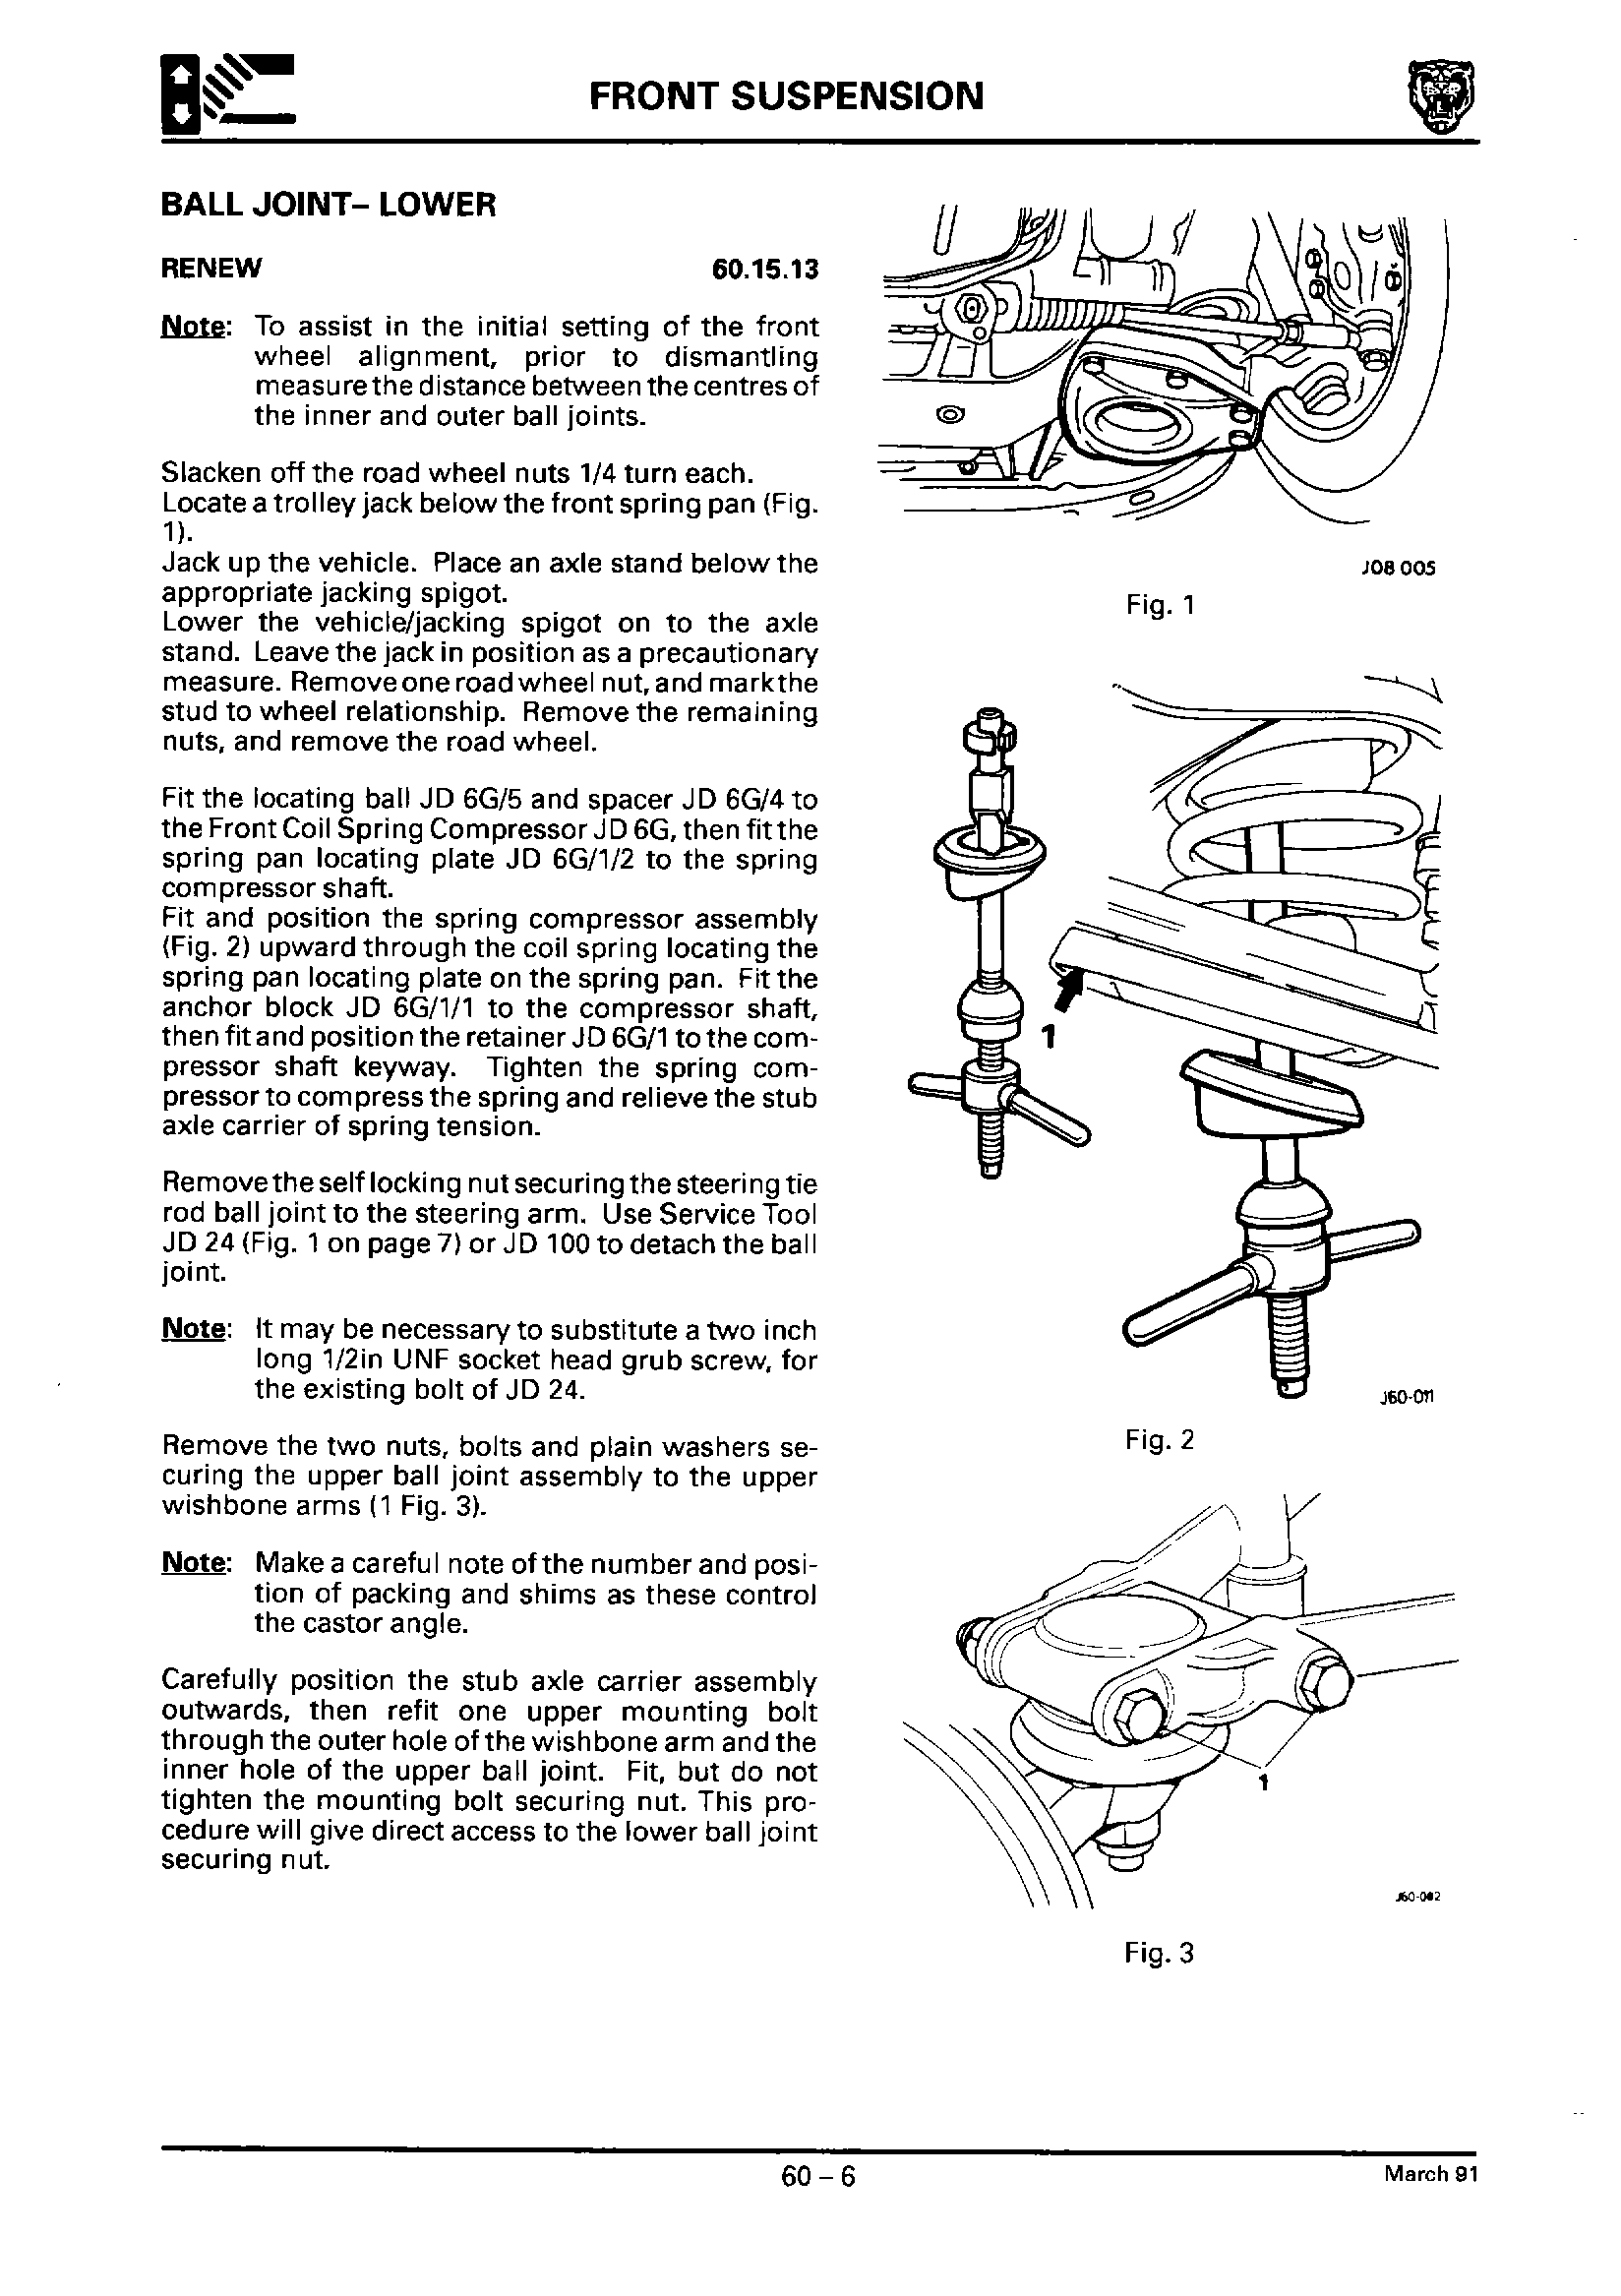 FRONT SUSPENSION
BALL JOINT– LOWER
RENEW 60.15.13
Note: To assist in the initial setting of the front
wheel alignment, prior to dismantling
measure the distance between the centres of
the inner and outer ball joints.
Slacken off the road wheel nuts 1/4 turn each.
Locate a trolley jack below the front spring pan (Fig.
1).
Jack up the vehicle. Place an axle stand below the
appropriate jacking spigot.
Lower the vehicle/jacking spigot on to the axle
stand. Leave the jack in position as a precautionary
measure. Remove one road wheel nut, and mark the
stud to wheel relationship. Remove the remaining
nuts, and remove the road wheel.
Fit the locating ball JD 6G/5 and spacer JD 6G/4 to
the Front Coil Spring Compressor JD 6G, then fit the
spring pan locating plate JD 6G/1/2 to the spring
compressor shaft.
Fit and position the spring compressor assembly
(Fig. 2) upward through the coil spring locating the
spring pan locating plate on the spring pan. Fit the
anchor block JD 6G/1/1 to the compressor shaft,
then fit and position the retainer JD 6G/1 to the com-
pressor shaft keyway. Tighten the spring com-
pressor to compress the spring and relieve the stub
axle carrier of spring tension.
Remove the self locking nut securing the steering tie
rod ball joint to the steering arm. Use Service Tool
JD 24 (Fig. 1 on page 7) or JD 100 to detach the ball
joint.
Note: It may be necessary to substitute a two inch
long 1/2in UNF socket head grub screw, for
the existing bolt of JD 24.
Remove the two nuts, bolts and plain washers se-
curing the upper ball joint assembly to the upper
wishbone arms (1 Fig. 3).
Note: Make a careful note of the number and posi-
tion of packing and shims as these control
the castor angle.
Carefully position the stub axle carrier assembly
outwards, then refit one upper mounting bolt
through the outer hole of the wishbone arm and the
inner hole of the upper ball joint. Fit, but do not
tighten the mounting bolt securing nut. This pro-
cedure will give direct access to the lower ball joint
securing nut.
J08 005
Fig. 1
1
J60-011
Fig. 2
1
J60-002
Fig. 3
60 – 6
March 91